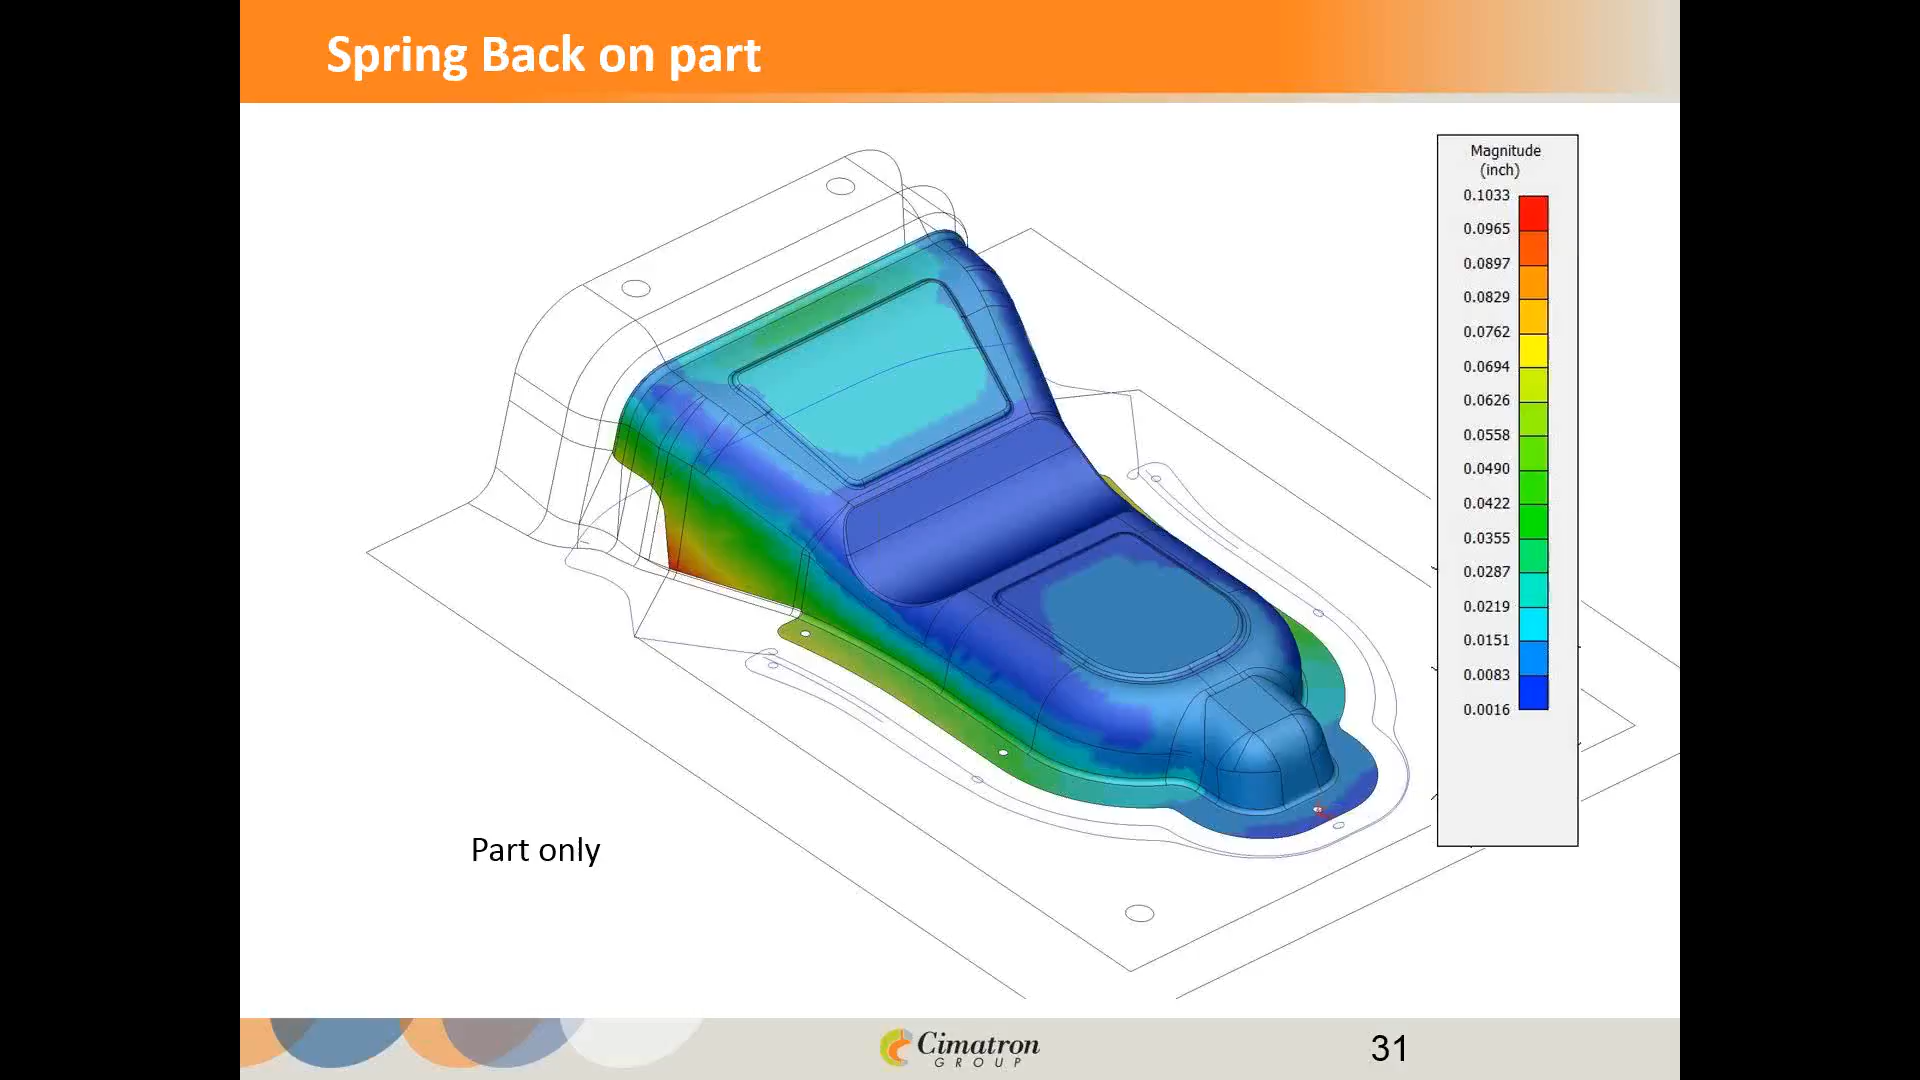 Spring Back on part
Magnitude
(inch)
0.1033
0.0965
0.0897
0.0829
0.0762
0.0694
0.0626
0.0558
0.0490
0.0422
0.0355
0.0287
0.0219
0.0151
0.0083
0.0016
Part only
Cimatron
GROUP
31